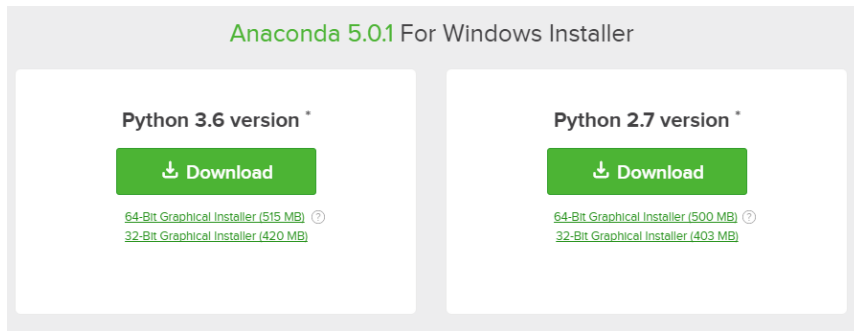 Anaconda 5.0.1 For Windows Installer
Python 3.6 version *
Download
64-Bit Graphical Installer (515 MB) ?
32-Bit Graphical Installer (420 MB)
Python 2.7 version *
Download
64-Bit Graphical Installer (500 MB) ?
32-Bit Graphical Installer (403 MB)